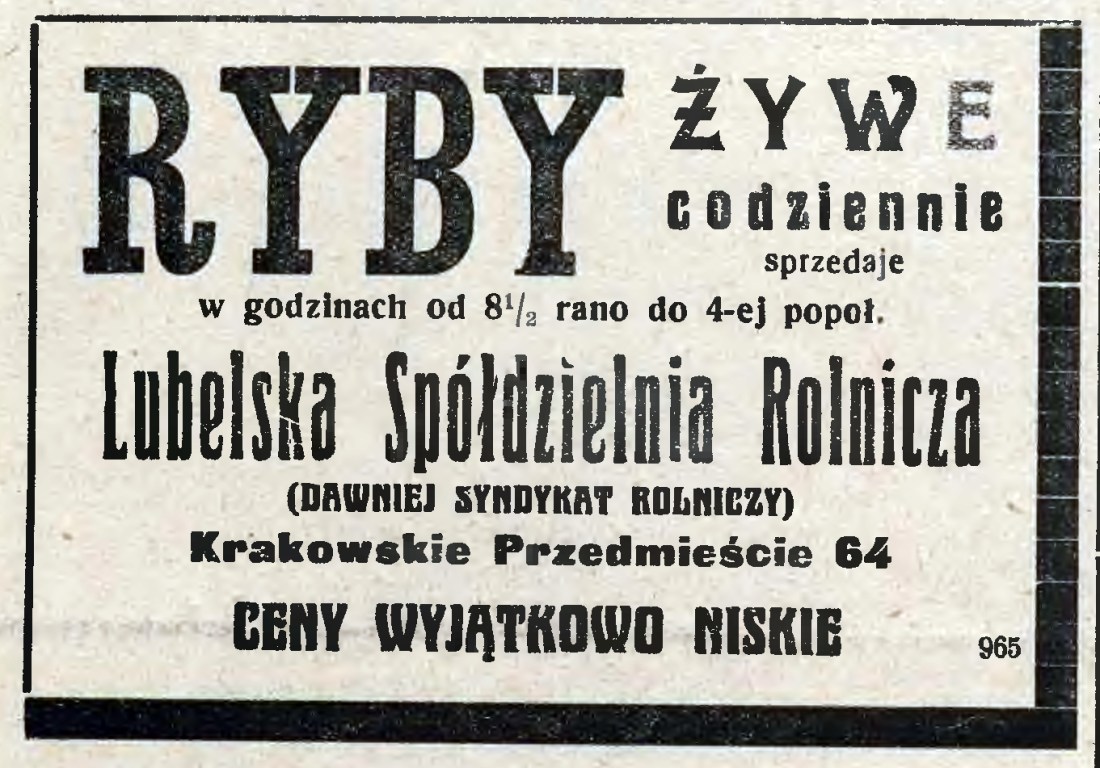 RYBY ŻYWE
codziennie
sprzedaje
w godzinach od 8½ rano do 4-ej popoł.
Lubelska Spółdzielnia Rolnicza
(DAWNIEJ SYNDYKAT ROLNICZY)
Krakowskie Przedmieście 64
CENY WYJĄTKOWO NISKIE
965